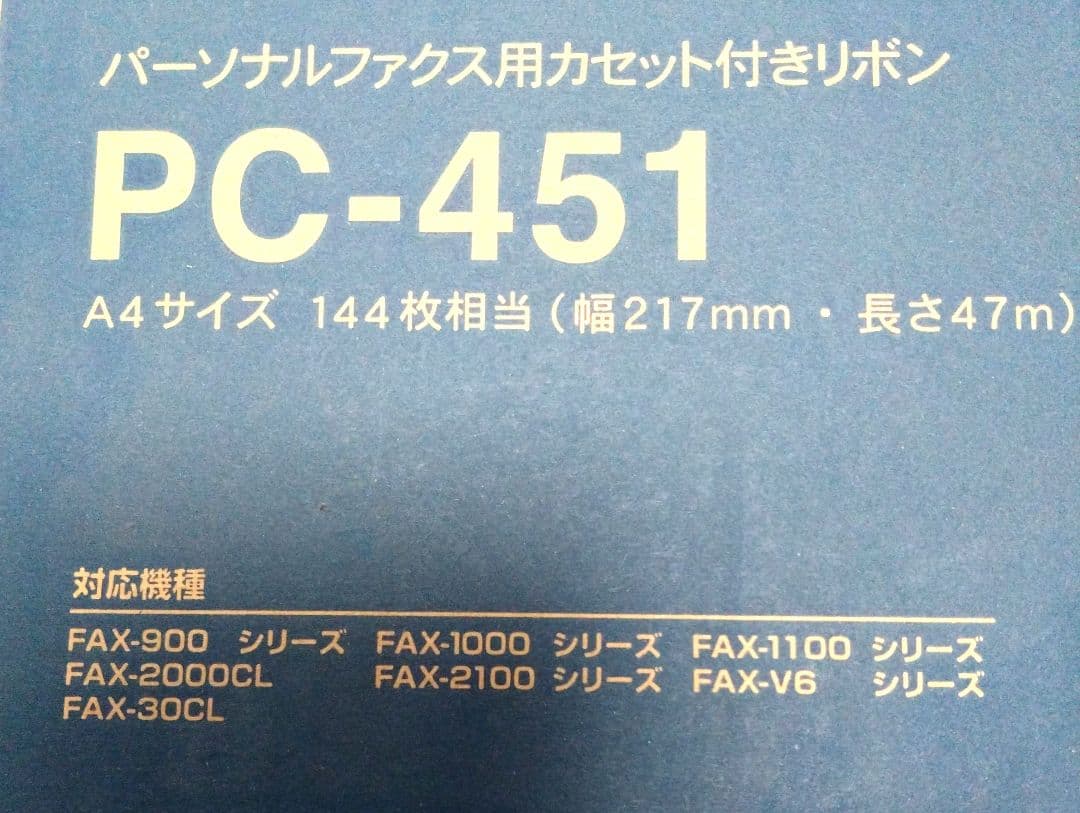 パーソナルファクス用カセット付きリボン
PC-451
A4サイズ 144枚相当(幅217mm・長さ47m)
対応機種
FAX-900 シリーズ FAX-1000 シリーズ FAX-1100 シリーズ
FAX-2000CL FAX-2100 シリーズ FAX-V6 シリーズ
FAX-30CL